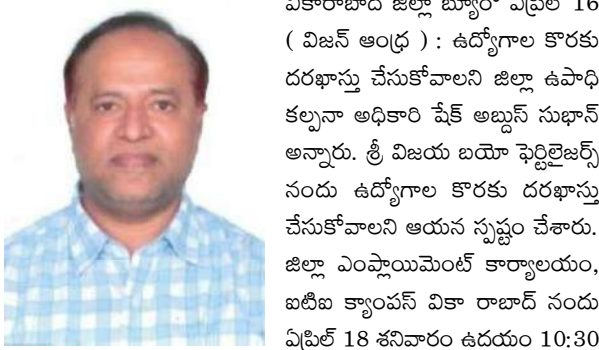 వికారాబాద్ జిల్లా బ్యూరో ఏప్రిల్ 16
( విజన్ ఆంధ్ర ) : ఉద్యోగాల కొరకు
దరఖాస్తు చేసుకోవాలని జిల్లా ఉపాధి
కల్పనా అధికారి షేక్ అబ్దుస్ సుభాన్
అన్నారు. శ్రీ విజయ బయో ఫెర్టిలైజర్స్
నందు ఉద్యోగాల కొరకు దరఖాస్తు
చేసుకోవాలని ఆయన స్పష్టం చేశారు.
జిల్లా ఎంప్లాయిమెంట్ కార్యాలయం,
ఐటిఐ క్యాంపస్ వికా రాబాద్ నందు
ఏప్రిల్ 18 శనివారం ఉదయం 10:30